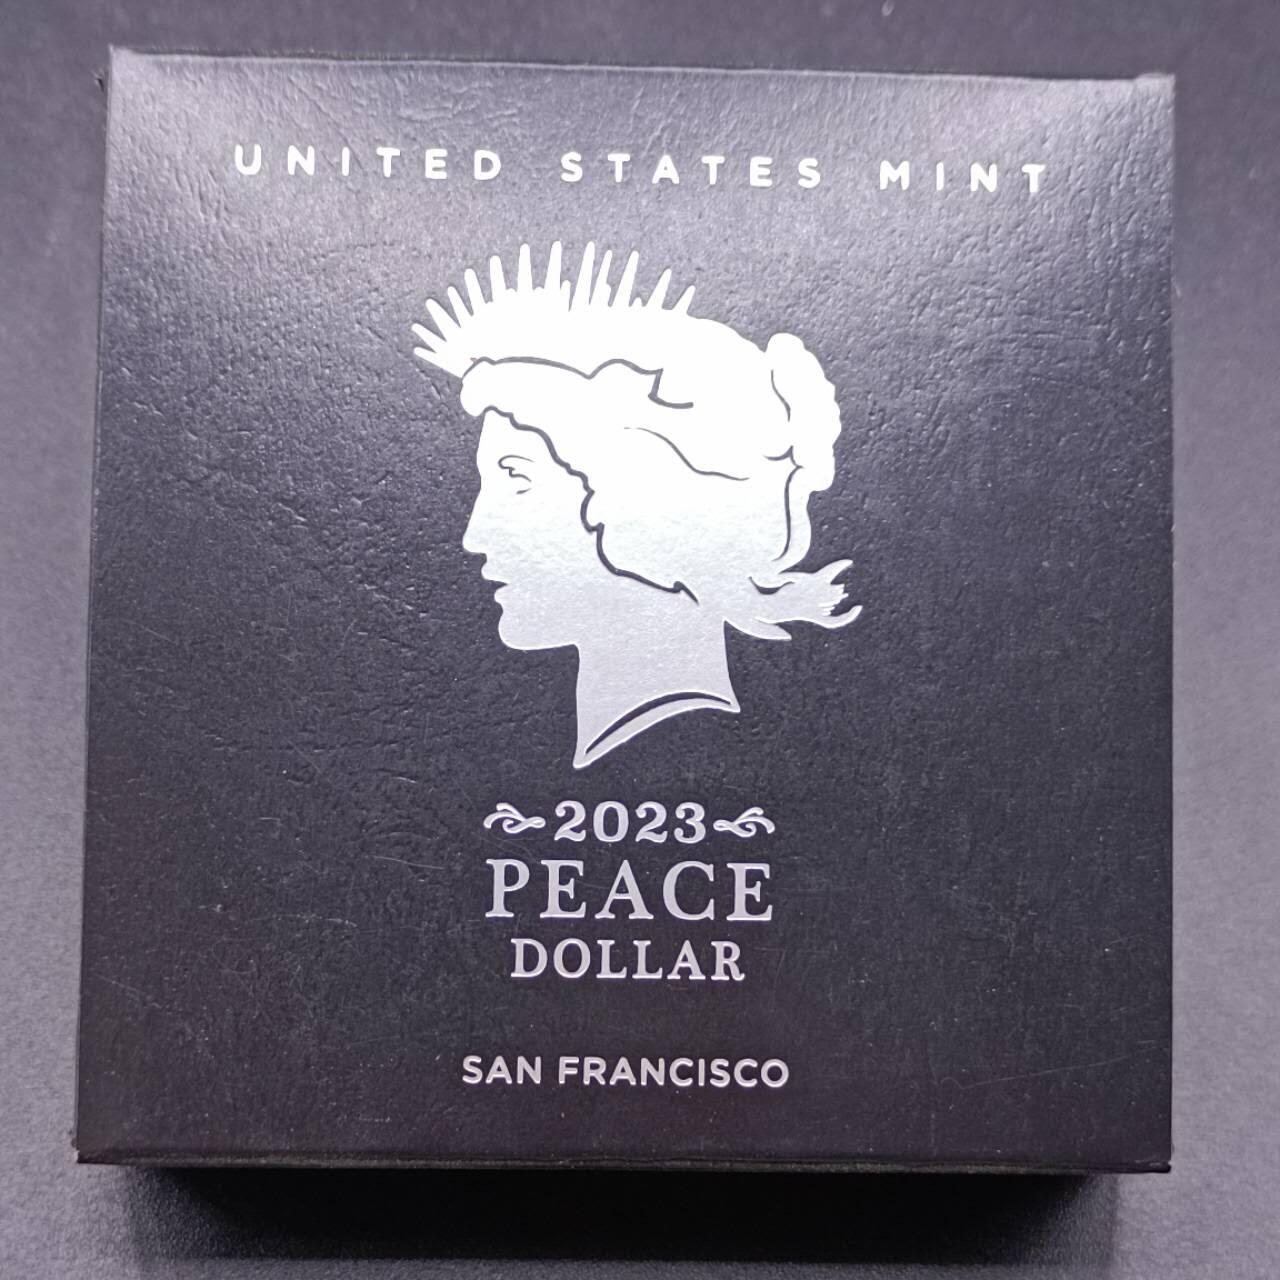 UNITED STATES MINT
2023
PEACE
DOLLAR
SAN FRANCISCO